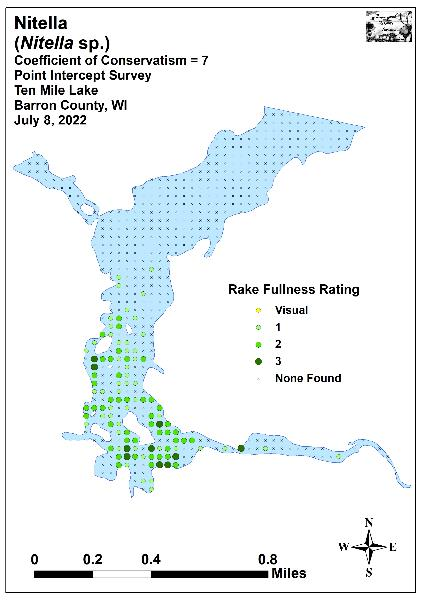 Nitella
(Nitella sp.)
Coefficient of Conservatism = 7
Point Intercept Survey
Ten Mile Lake
Barron County, WI
July 8, 2022
Rake Fullness Rating
Visual
1
2
3
None Found
N
W E
S
0 0.2 0.4 0.8
Miles